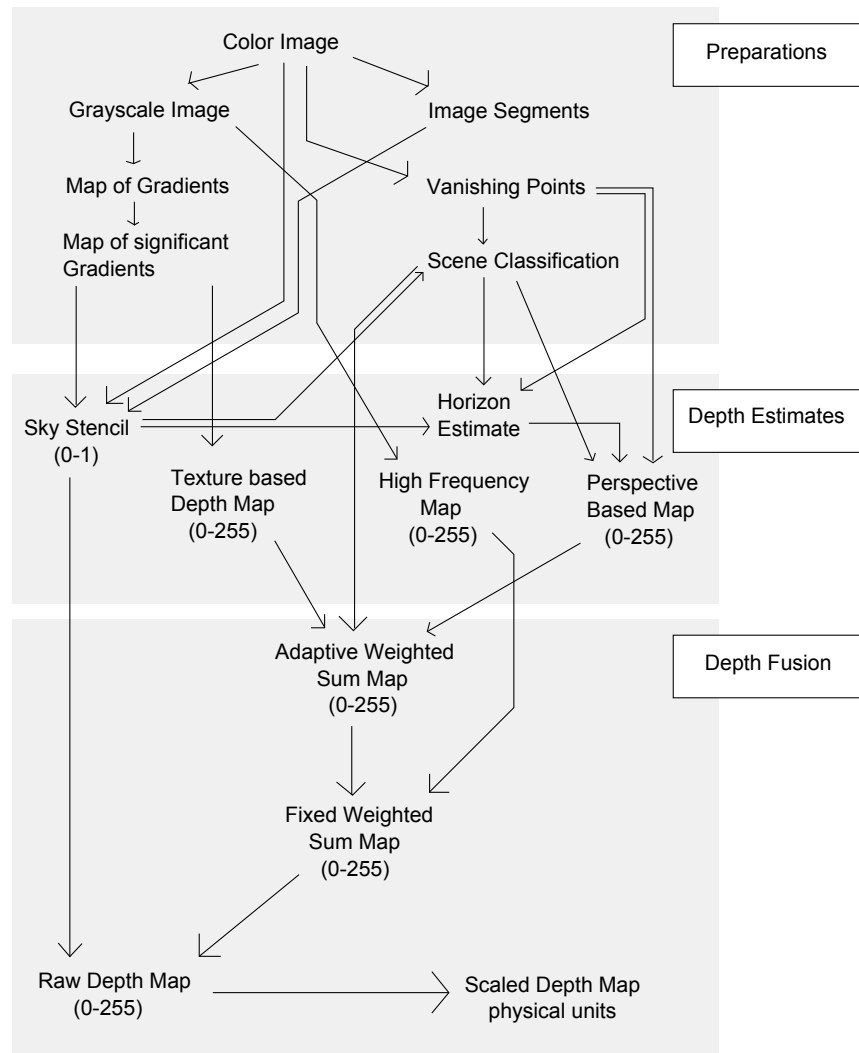 Color Image
Preparations
Grayscale Image
Image Segments
Map of Gradients
Vanishing Points
Map of significant
Gradients
Scene Classification
Sky Stencil
(0-1)
Horizon
Estimate
Depth Estimates
Texture based
Depth Map
(0-255)
High Frequency
Map
(0-255)
Perspective
Based Map
(0-255)
Adaptive Weighted
Sum Map
(0-255)
Depth Fusion
Fixed Weighted
Sum Map
(0-255)
Raw Depth Map
(0-255)
Scaled Depth Map
physical units